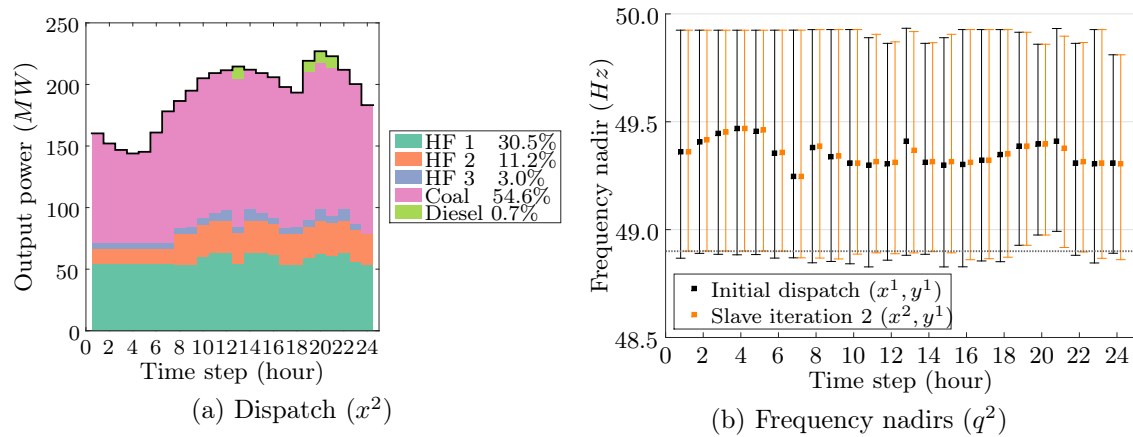 250
200
150
100
50
0
Output power (MW)
0 2 4 6 8 10 12 14 16 18 20 22 24
Time step (hour)
HF 1 30.5%
HF 2 11.2%
HF 3 3.0%
Coal 54.6%
Diesel 0.7%
(a) Dispatch (x²)
50.0
49.5
49.0
48.5
Frequency nadir (Hz)
Initial dispatch (x¹, y¹)
Slave iteration 2 (x², y¹)
0 2 4 6 8 10 12 14 16 18 20 22 24
Time step (hour)
(b) Frequency nadirs (q²)